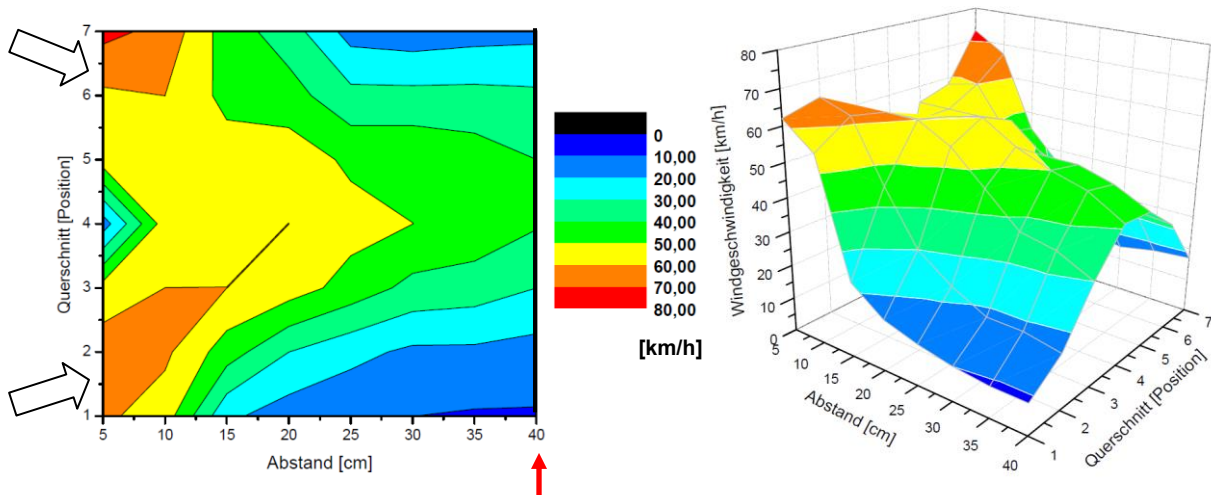 7
6
5
4
3
2
1
Querschnitt [Position]
5 10 15 20 25 30 35 40
Abstand [cm]
0
10,00
20,00
30,00
40,00
50,00
60,00
70,00
80,00
[km/h]
80
70
60
50
40
30
20
10
0
Windgeschwindigkeit [km/h]
5 10 15 20 25 30 35 40
Abstand [cm]
1 2 3 4 5 6 7
Querschnitt [Position]